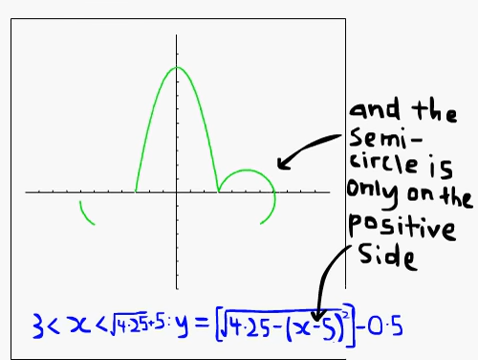 and the
semi-
circle is
only on the
positive
side
3 < x < √4.25+5: y = [√4.25-(x-5)²]-0.5